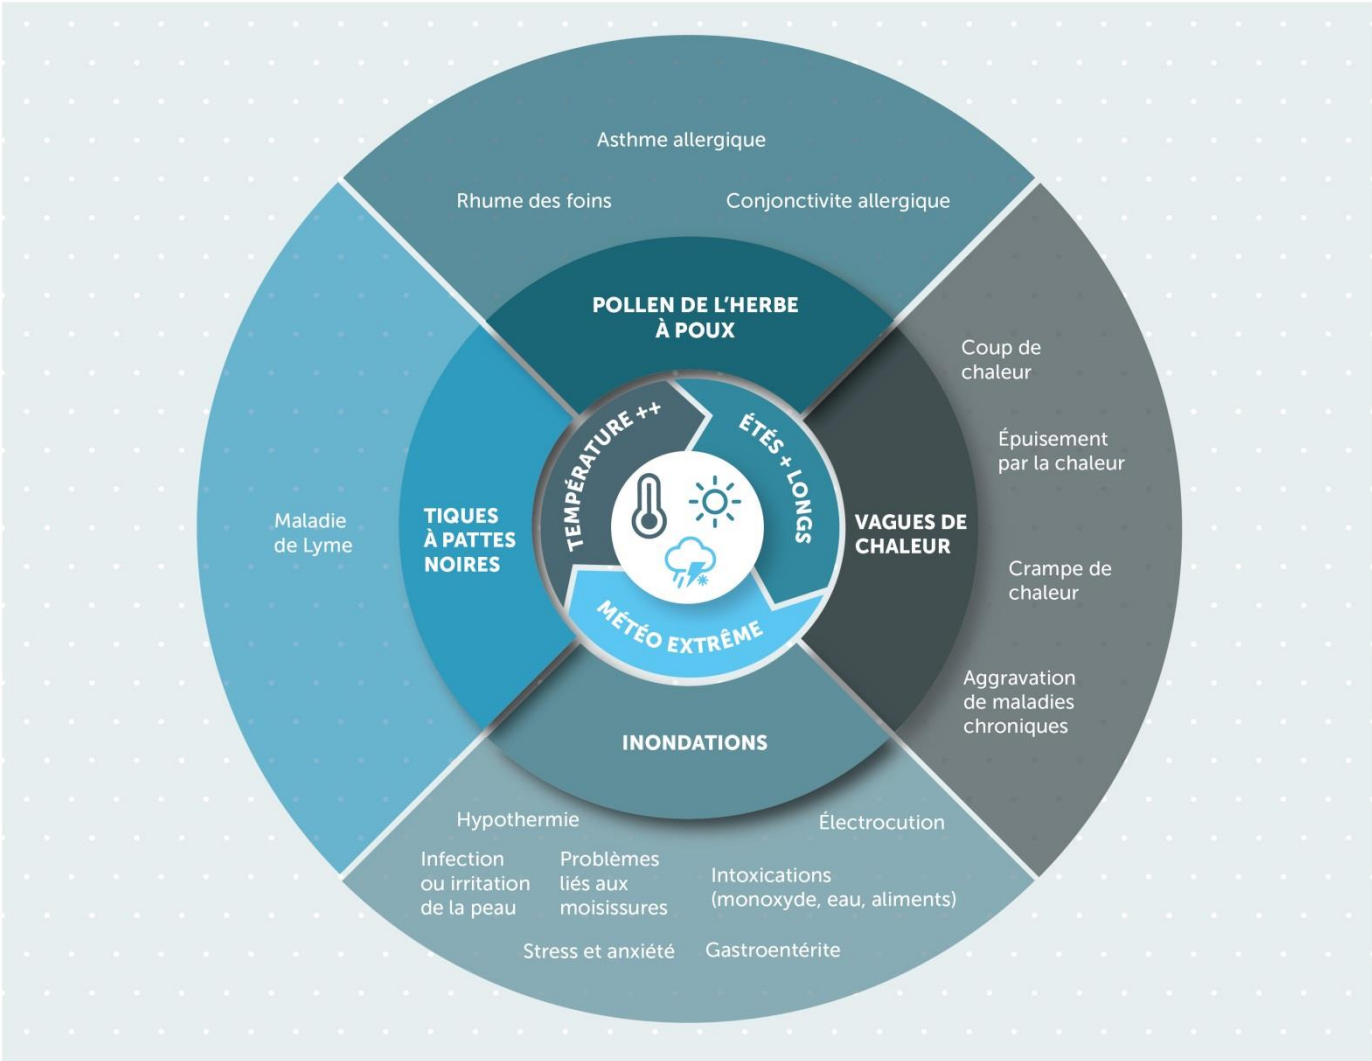 Asthme allergique
Rhume des foins
Conjonctivite allergique
POLLEN DE L’HERBE
À POUX
Coup de
chaleur
Épuisement
par la chaleur
Crampe de
chaleur
Aggravation
de maladies
chroniques
VAGUES DE
CHALEUR
TEMPÉRATURE ++
ÉTÉS + LONGS
MÉTÉO EXTRÊME
TIQUES
À PATTES
NOIRES
Maladie
de Lyme
INONDATIONS
Hypothermie
Électrocution
Infection
ou irritation
de la peau
Problèmes
liés aux
moisissures
Intoxications
(monoxyde, eau, aliments)
Stress et anxiété
Gastroentérite